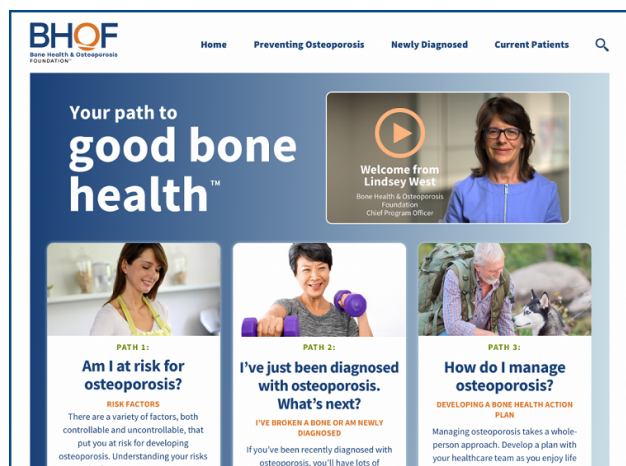 BHOF
Bone Health & Osteoporosis
FOUNDATION™
Home
Preventing Osteoporosis
Newly Diagnosed
Current Patients
Your path to
good bone
health™
Welcome from
Lindsey West
Bone Health & Osteoporosis
Foundation
Chief Program Officer
PATH 1:
Am I at risk for
osteoporosis?
RISK FACTORS
There are a variety of factors, both
controllable and uncontrollable, that
put you at risk for developing
osteoporosis. Understanding your risks
PATH 2:
I've just been diagnosed
with osteoporosis.
What's next?
I'VE BROKEN A BONE OR AM NEWLY
DIAGNOSED
If you've been recently diagnosed with
osteoporosis, you'll have lots of
PATH 3:
How do I manage
osteoporosis?
DEVELOPING A BONE HEALTH ACTION
PLAN
Managing osteoporosis takes a whole-
person approach. Develop a plan with
your healthcare team as you enjoy life